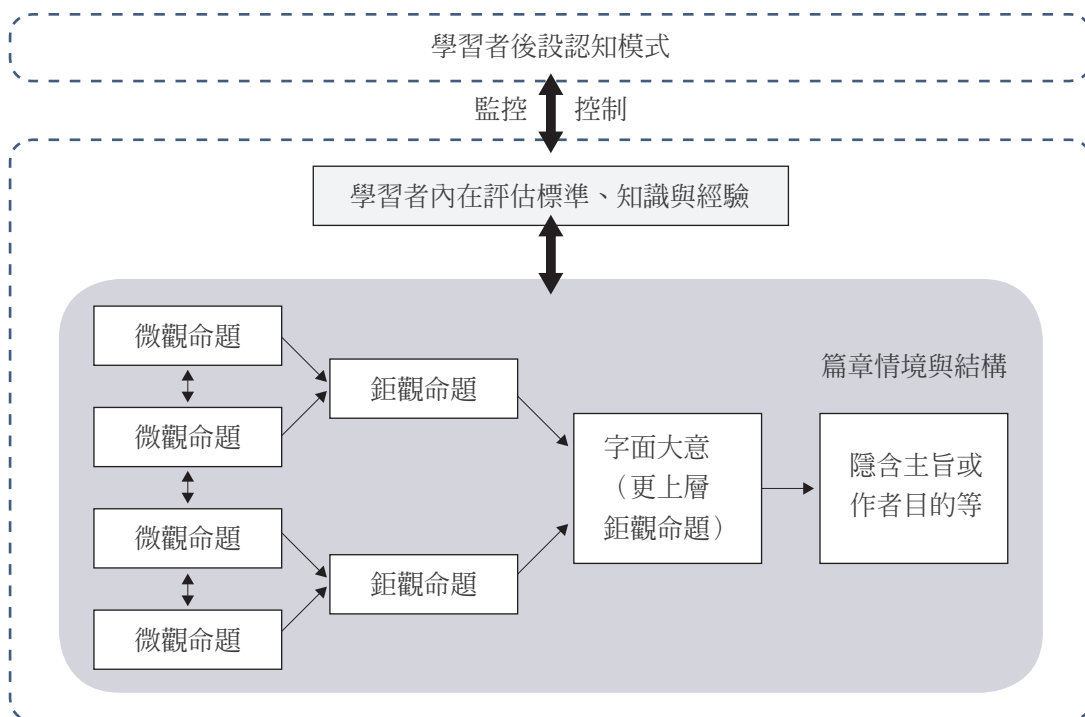 學習者後設認知模式
監控 控制
學習者內在評估標準、知識與經驗
篇章情境與結構
微觀命題
微觀命題
微觀命題
微觀命題
鉅觀命題
鉅觀命題
字面大意
（更上層
鉅觀命題）
隱含主旨或
作者目的等